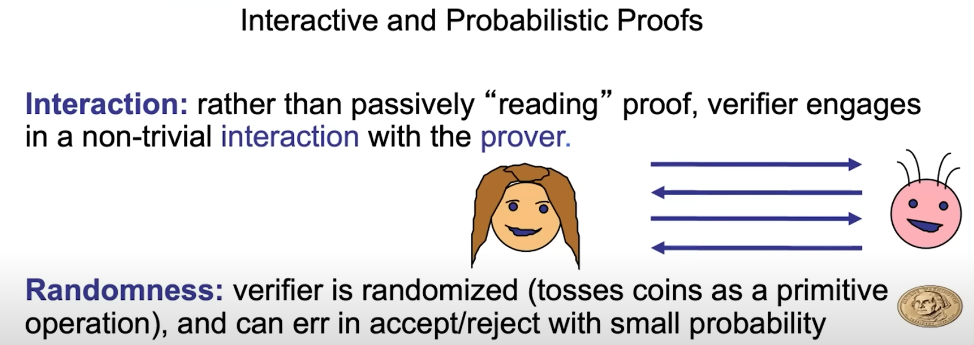 Interactive and Probabilistic Proofs
Interaction: rather than passively “reading” proof, verifier engages
in a non-trivial interaction with the prover.
Randomness: verifier is randomized (tosses coins as a primitive
operation), and can err in accept/reject with small probability